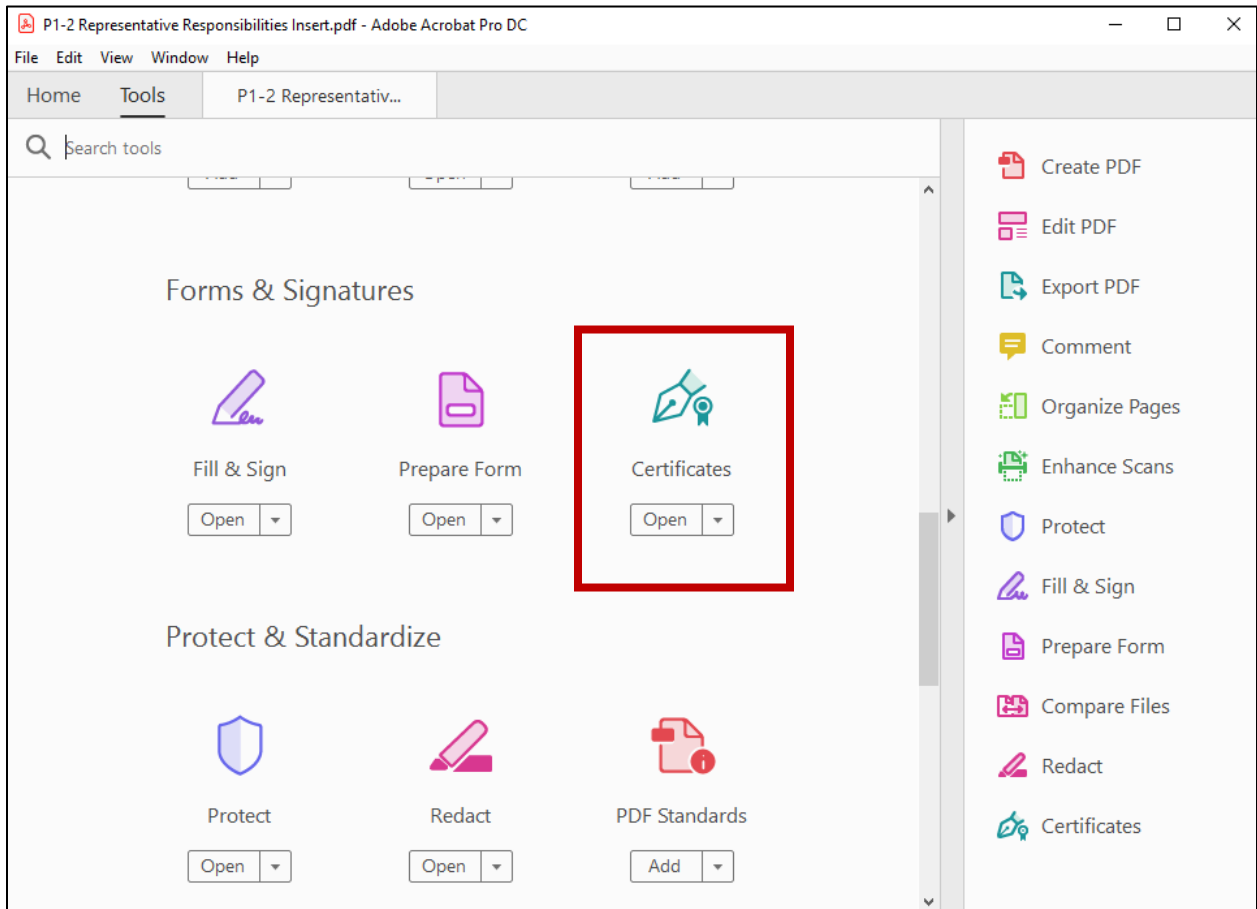 P1-2 Representative Responsibilities Insert.pdf - Adobe Acrobat Pro DC
File Edit View Window Help
Home Tools P1-2 Representativ...
Search tools
Forms & Signatures
Fill & Sign Prepare Form Certificates
Open Open Open
Protect & Standardize
Protect Redact PDF Standards
Open Open Add
Create PDF
Edit PDF
Export PDF
Comment
Organize Pages
Enhance Scans
Protect
Fill & Sign
Prepare Form
Compare Files
Redact
Certificates